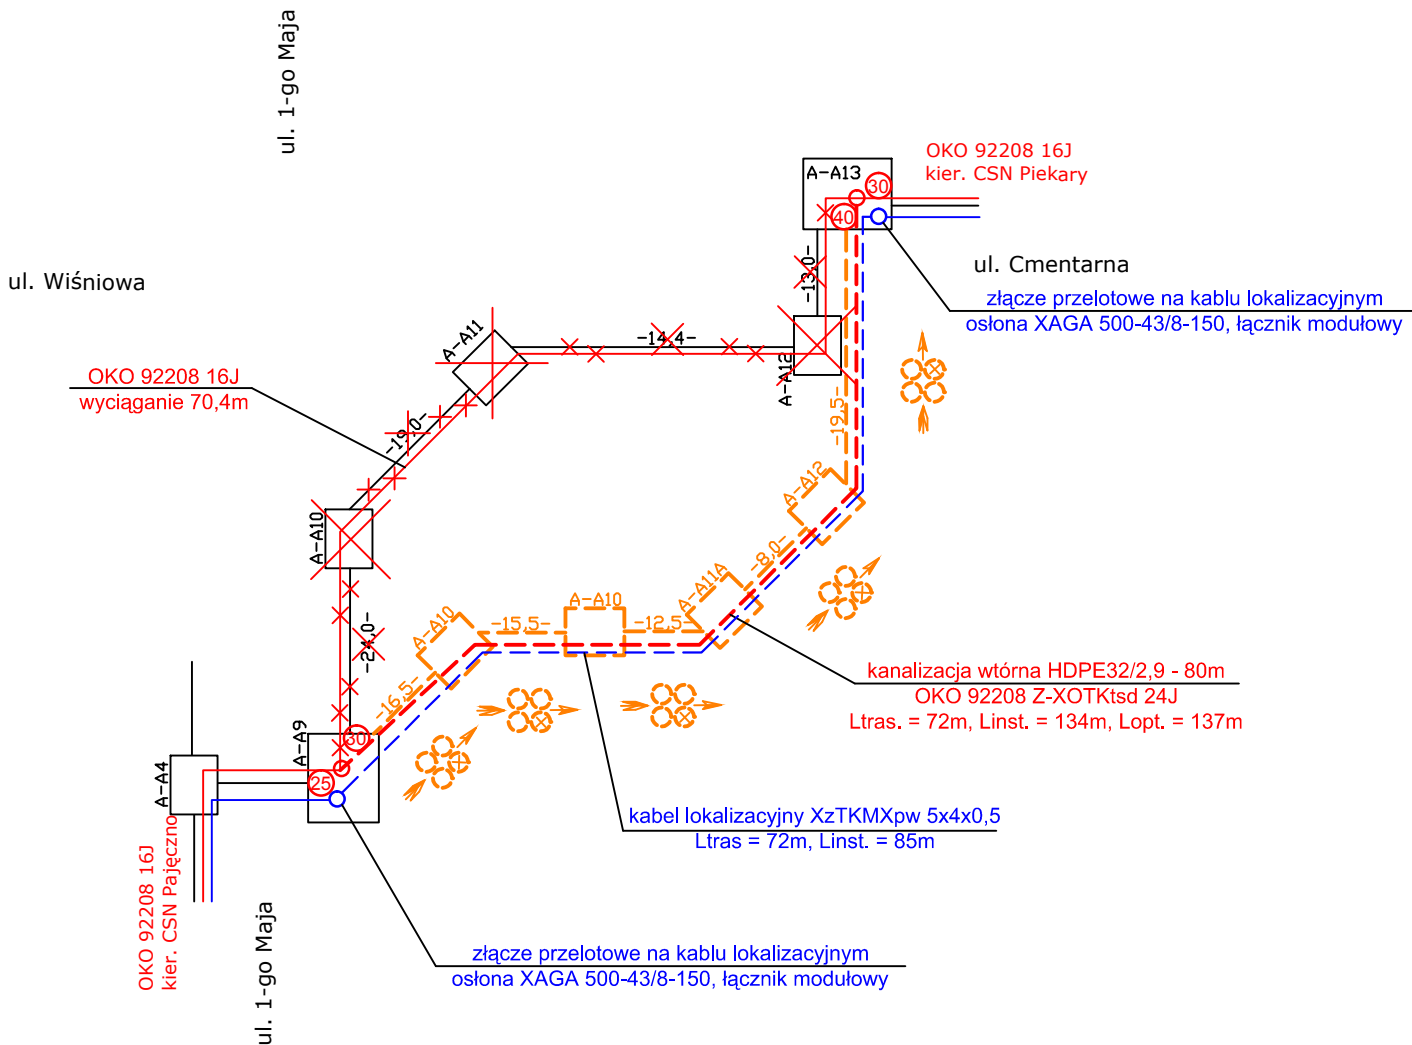 ul. 1-go Maja
OKO 92208 16J
kier. CSN Piekary
A-A13
30
40
ul. Wiśniowa
ul. Cmentarna
-13,0-
złącze przelotowe na kablu lokalizacyjnym
osłona XAGA 500-43/8-150, łącznik modułowy
A-A11
-14,4-
A-A12
OKO 92208 16J
wyciąganie 70,4m
-19,0-
-19,5-
A-A12
A-A10
-8,0-
A-A11A
A-A10
-15,5-
A-A10
-12,5-
-24,0-
kanalizacja wtórna HDPE32/2,9 - 80m
OKO 92208 Z-XOTKtsd 24J
Ltras. = 72m, Linst. = 134m, Lopt. = 137m
-16,5-
A-A9
30
25
A-A4
kabel lokalizacyjny XzTKMXpw 5x4x0,5
Ltras = 72m, Linst. = 85m
OKO 92208 16J
kier. CSN Pajęczno
ul. 1-go Maja
złącze przelotowe na kablu lokalizacyjnym
osłona XAGA 500-43/8-150, łącznik modułowy